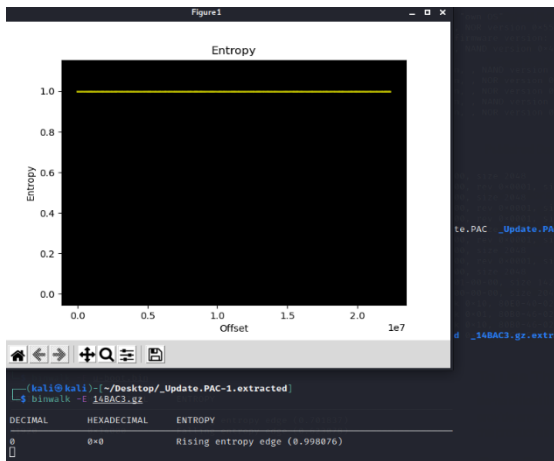 Figure 1
Entropy
1.0
0.8
0.6
0.4
0.2
0.0
Entropy
0.0 0.5 1.0 1.5 2.0
Offset 1e7
te.PAC _Update.PA
d _14BAC3.gz.extr
(kali㉿kali)-[~/Desktop/_Update.PAC-1.extracted]
$ binwalk -E 14BAC3.gz
DECIMAL HEXADECIMAL ENTROPY
0 0×0 Rising entropy edge (0.998076)